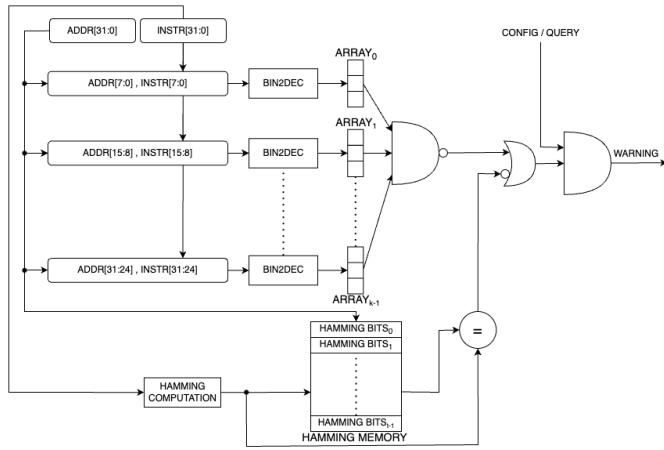 ADDR[31:0]
INSTR[31:0]
CONFIG / QUERY
ARRAY0
ADDR[7:0] , INSTR[7:0]
BIN2DEC
ARRAY1
ADDR[15:8] , INSTR[15:8]
BIN2DEC
WARNING
ADDR[31:24] , INSTR[31:24]
BIN2DEC
ARRAYk-1
HAMMING BITS0
HAMMING BITS1
=
HAMMING
COMPUTATION
HAMMING BITSt-1
HAMMING MEMORY